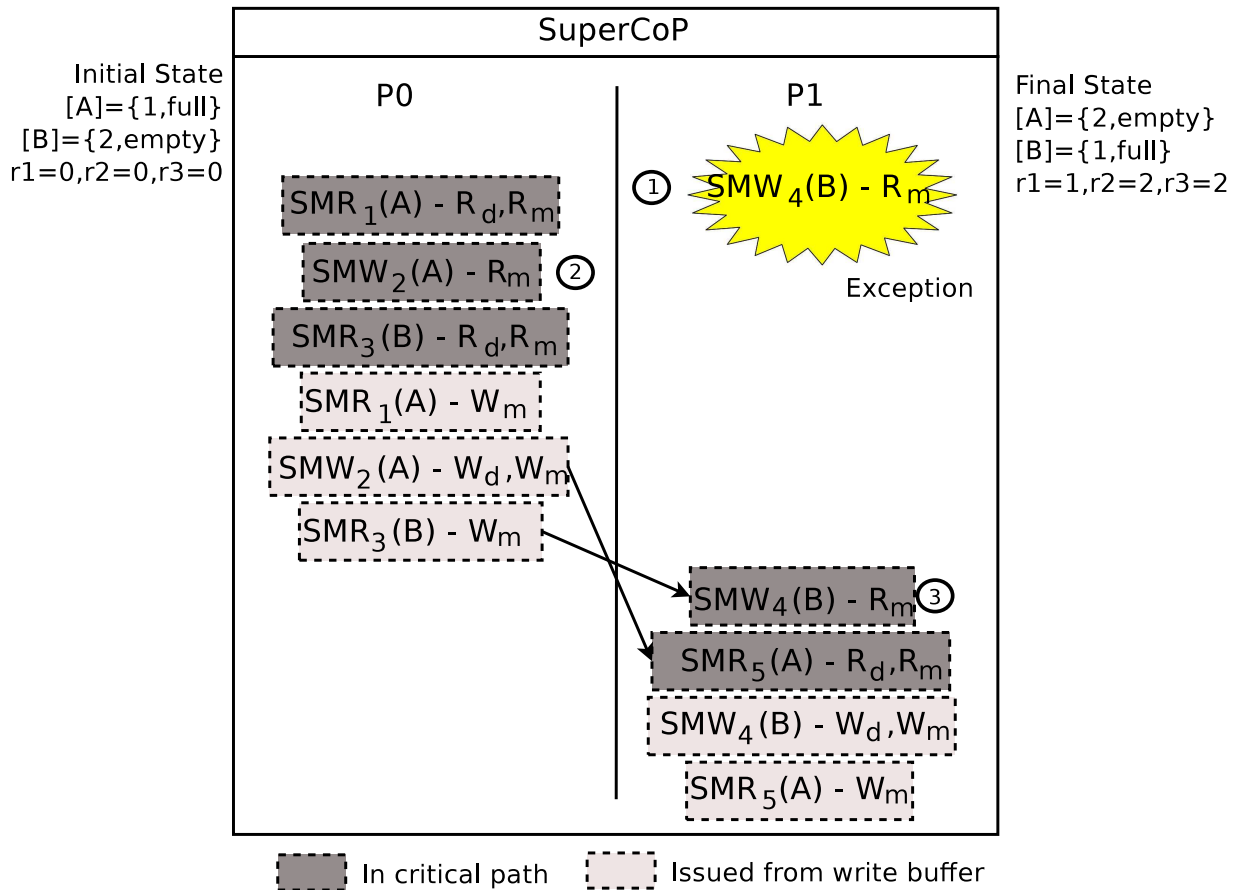 SuperCoP
Initial State
[A]={1,full}
[B]={2,empty}
r1=0,r2=0,r3=0
P0
P1
Final State
[A]={2,empty}
[B]={1,full}
r1=1,r2=2,r3=2
SMR1(A) - Rd,Rm
1
SMW4(B) - Rm
SMW2(A) - Rm
2
Exception
SMR3(B) - Rd,Rm
SMR1(A) - Wm
SMW2(A) - Wd,Wm
SMR3(B) - Wm
SMW4(B) - Rm
3
SMR5(A) - Rd,Rm
SMW4(B) - Wd,Wm
SMR5(A) - Wm
In critical path
Issued from write buffer